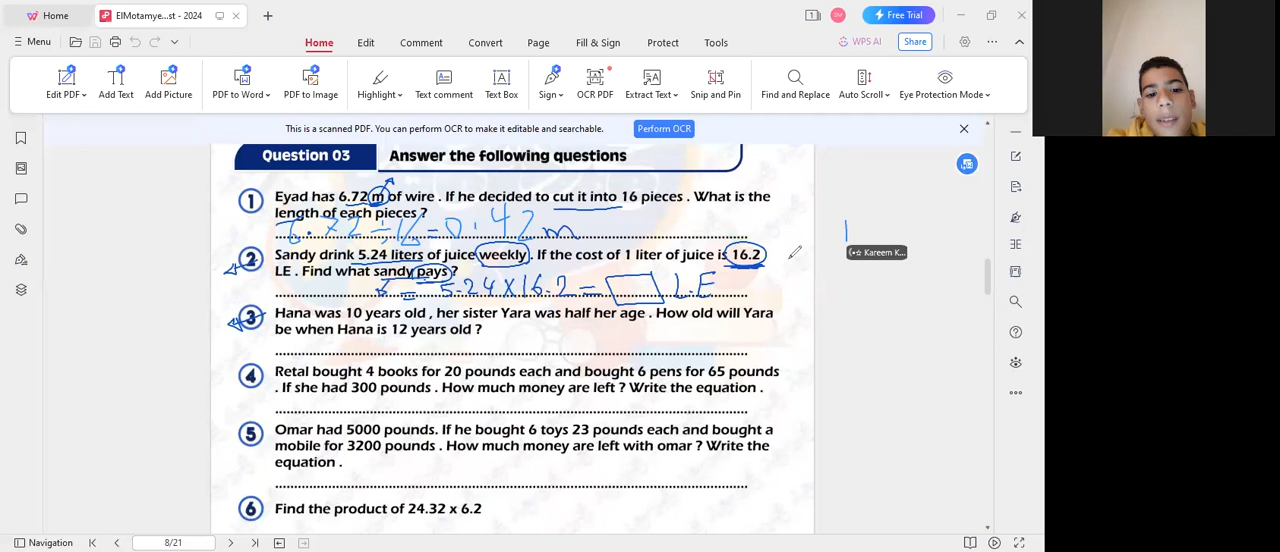 Home
ElMotamye...st - 2024
1
Free Trial
Menu
Home
Edit
Comment
Convert
Page
Fill & Sign
Protect
Tools
WPS AI
Share
Edit PDF
Add Text
Add Picture
PDF to Word
PDF to Image
Highlight
Text comment
Text Box
Sign
OCR PDF
Extract Text
Snip and Pin
Find and Replace
Auto Scroll
Eye Protection Mode
This is a scanned PDF. You can perform OCR to make it editable and searchable.
Perform OCR
Question 03
Answer the following questions
1 Eyad has 6.72 m of wire . If he decided to cut it into 16 pieces . What is the
length of each pieces ?
6.72 ÷ 16 = 0.42 m
2 Sandy drink 5.24 liters of juice weekly . If the cost of 1 liter of juice is 16.2
LE . Find what sandy pays ?
= 5.24 × 16.2 = L.E
Kareem K...
3 Hana was 10 years old , her sister Yara was half her age . How old will Yara
be when Hana is 12 years old ?
4 Retal bought 4 books for 20 pounds each and bought 6 pens for 65 pounds
. If she had 300 pounds . How much money are left ? Write the equation .
5 Omar had 5000 pounds. If he bought 6 toys 23 pounds each and bought a
mobile for 3200 pounds . How much money are left with omar ? Write the
equation .
6 Find the product of 24.32 x 6.2
Navigation
8/21